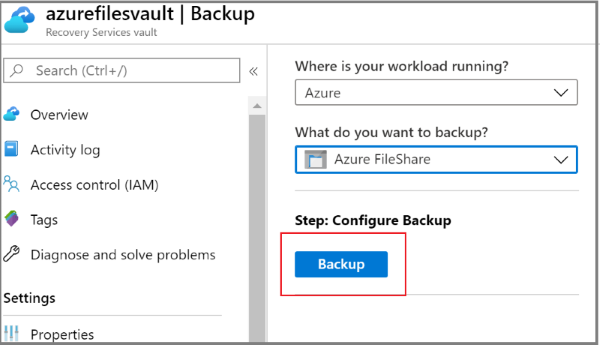 azurefilesvault | Backup
Recovery Services vault
Search (Ctrl+/)
«
Overview
Activity log
Access control (IAM)
Tags
Diagnose and solve problems
Settings
Properties
Where is your workload running?
Azure
What do you want to backup?
Azure FileShare
Step: Configure Backup
Backup